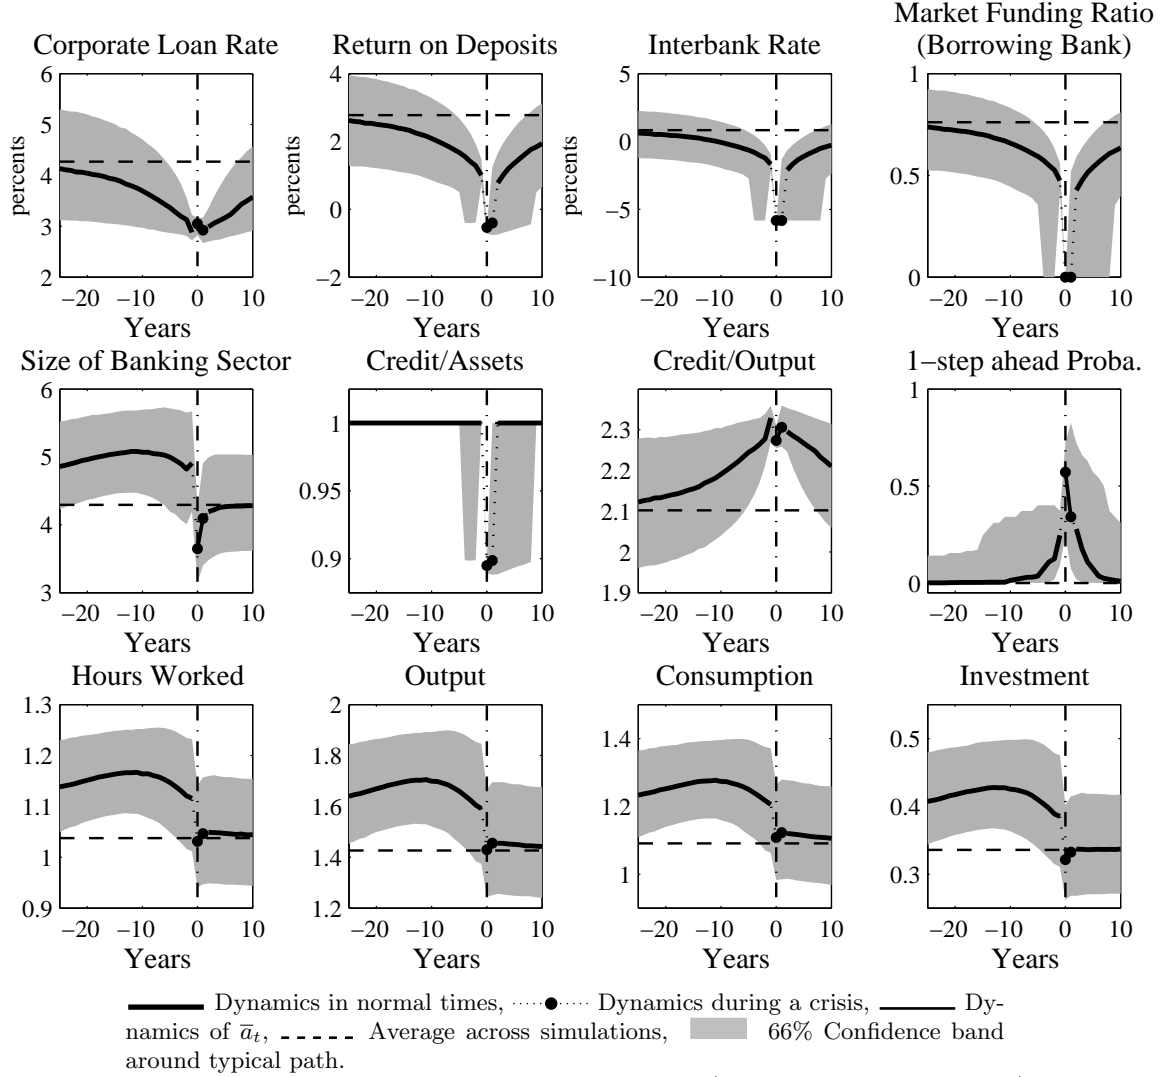 Market Funding Ratio
Corporate Loan Rate Return on Deposits Interbank Rate (Borrowing Bank)
6 4 5 1
5 2 0 0.5
4 0 −5 0
3 −2 −10
2
percents percents percents
−20 −10 0 10 −20 −10 0 10 −20 −10 0 10 −20 −10 0 10
Years Years Years Years
Size of Banking Sector Credit/Assets Credit/Output 1−step ahead Proba.
6 1 2.3 1
5 0.95 2.2 0.5
4 0.9 2.1 0
3 2
1.9
−20 −10 0 10 −20 −10 0 10 −20 −10 0 10 −20 −10 0 10
Years Years Years Years
Hours Worked Output Consumption Investment
1.3 2 1.4 0.5
1.2 1.8 1.2 0.4
1.1 1.6 1 0.3
1 1.4
0.9 1.2
−20 −10 0 10 −20 −10 0 10 −20 −10 0 10 −20 −10 0 10
Years Years Years Years
Dynamics in normal times, Dynamics during a crisis, Dy-
namics of a̅t, Average across simulations, 66% Confidence band
around typical path.